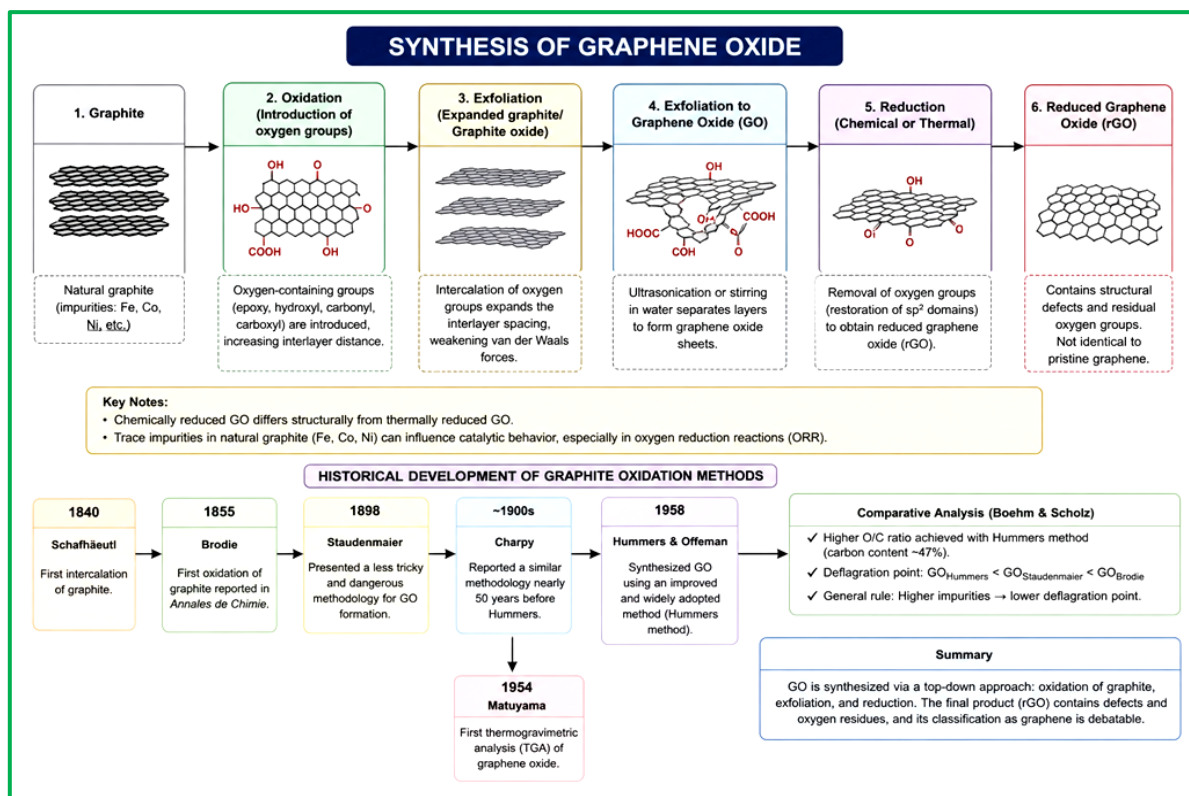 SYNTHESIS OF GRAPHENE OXIDE
1. Graphite
Natural graphite
(impurities: Fe, Co,
Ni, etc.)
2. Oxidation
(Introduction of
oxygen groups)
OH
O
HO
O
COOH
OH
Oxygen-containing groups
(epoxy, hydroxyl, carbonyl,
carboxyl) are introduced,
increasing interlayer distance.
3. Exfoliation
(Expanded graphite/
Graphite oxide)
Intercalation of oxygen
groups expands the
interlayer spacing,
weakening van der Waals
forces.
4. Exfoliation to
Graphene Oxide (GO)
OH
COOH
HOOC
O
COH
Ultrasonication or stirring
in water separates layers
to form graphene oxide
sheets.
5. Reduction
(Chemical or Thermal)
OH
O
O
Removal of oxygen groups
(restoration of sp² domains)
to obtain reduced graphene
oxide (rGO).
6. Reduced Graphene
Oxide (rGO)
Contains structural
defects and residual
oxygen groups.
Not identical to
pristine graphene.
Key Notes:
• Chemically reduced GO differs structurally from thermally reduced GO.
• Trace impurities in natural graphite (Fe, Co, Ni) can influence catalytic behavior, especially in oxygen reduction reactions (ORR).
HISTORICAL DEVELOPMENT OF GRAPHITE OXIDATION METHODS
1840
Schafhäeutl
First intercalation
of graphite.
1855
Brodie
First oxidation of
graphite reported in
Annales de Chimie.
1898
Staudenmaier
Presented a less tricky
and dangerous
methodology for GO
formation.
~1900s
Charpy
Reported a similar
methodology nearly
50 years before
Hummers.
1958
Hummers & Offeman
Synthesized GO
using an improved
and widely adopted
method (Hummers
method).
1954
Matuyama
First thermogravimetric
analysis (TGA) of
graphene oxide.
Comparative Analysis (Boehm & Scholz)
✓ Higher O/C ratio achieved with Hummers method
(carbon content ~47%).
✓ Deflagration point: GO_Hummers < GO_Staudenmaier < GO_Brodie
✓ General rule: Higher impurities → lower deflagration point.
Summary
GO is synthesized via a top-down approach: oxidation of graphite,
exfoliation, and reduction. The final product (rGO) contains defects and
oxygen residues, and its classification as graphene is debatable.